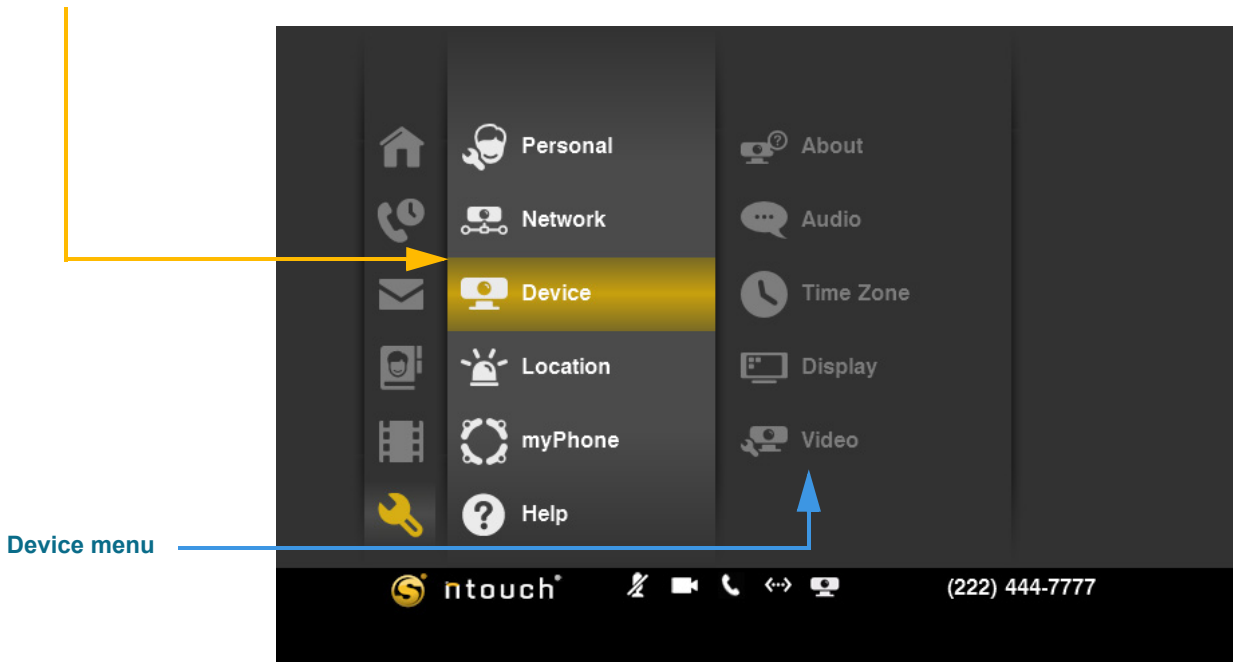 Personal
About
Network
Audio
Device
Time Zone
Location
Display
myPhone
Video
Help
Device menu
ntouch
(222) 444-7777